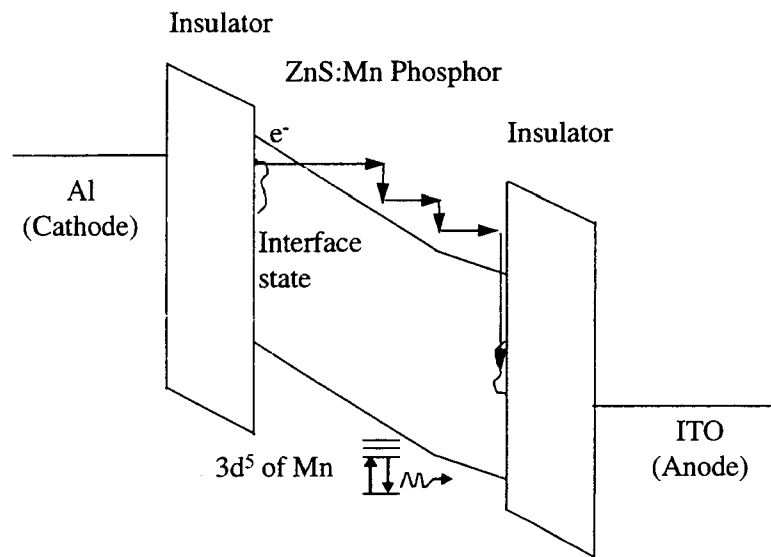 Insulator
ZnS:Mn Phosphor
e-
Insulator
Al
(Cathode)
Interface
state
3d⁵ of Mn
ITO
(Anode)